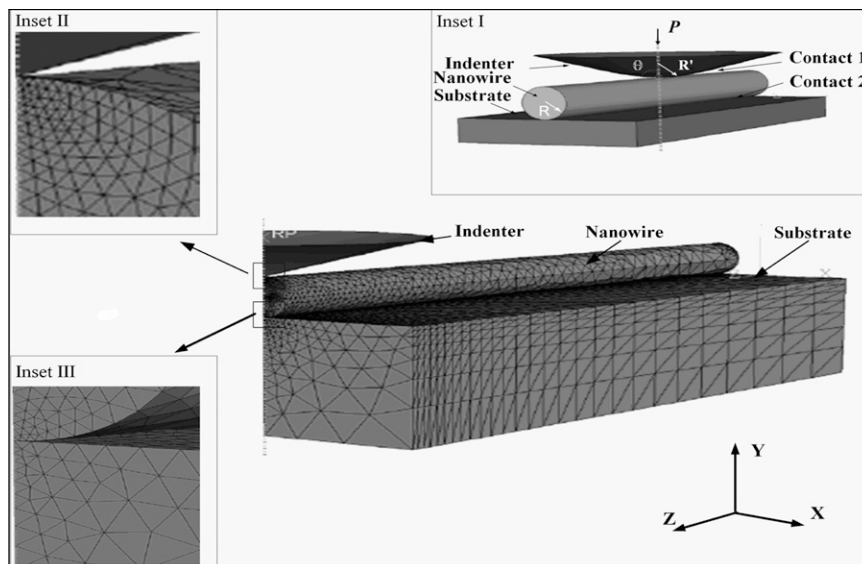 Inset II
Inset I
P
Indenter
Θ
R'
Contact 1
Nanowire
Contact 2
Substrate
R
RP
Indenter
Nanowire
Substrate
Z
X
Inset III
Y
Z
X